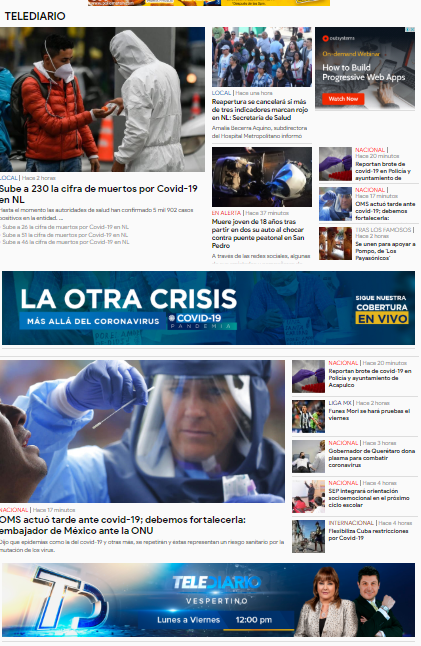 TELEDIARIO
LOCAL | Hace 2 horas
Sube a 230 la cifra de muertos por Covid-19
en NL
Hasta el momento las autoridades de salud han confirmado 5 mil 902 casos
positivos en la entidad. ...
Sube a 26 la cifra de muertos por Covid-19 en NL
Sube a 51 la cifra de muertos por Covid-19 en NL
Sube a 46 la cifra de muertos por Covid-19 en NL
LOCAL | Hace una hora
Reapertura se cancelará si más
de tres indicadores marcan rojo
en NL: Secretaría de Salud
Amalia Becerra Aquino, subdirectora
del Hospital Metropolitano informó
EN ALERTA | Hace 37 minutos
Muere joven de 18 años tras
partir en dos su auto al chocar
contra puente peatonal en San
Pedro
A través de las redes sociales, algunas
outsystems
On-demand Webinar
How to Build
Progressive Web Apps
Watch Now
NACIONAL |
Hace 20 minutos
Reportan brote de
covid-19 en Policía y
ayuntamiento de
NACIONAL |
Hace 17 minutos
OMS actuó tarde ante
covid-19; debemos
fortalecerla:
TRAS LOS FAMOSOS |
Hace 2 horas
Se unen para apoyar a
Pompo, de 'Los
Payasónicos'
LA OTRA CRISIS
MÁS ALLÁ DEL CORONAVIRUS
COVID-19
PANDEMIA
SIGUE NUESTRA
COBERTURA
EN VIVO
NACIONAL | Hace 17 minutos
OMS actuó tarde ante covid-19; debemos fortalecerla:
embajador de México ante la ONU
Dijo que epidemias como la del covid-19 y otras más, se repetirán y éstas representan un riesgo sanitario por la
mutación de los virus.
NACIONAL | Hace 20 minutos
Reportan brote de covid-19 en
Policía y ayuntamiento de
Acapulco
LIGA MX | Hace 2 horas
Funes Mori se hará pruebas el
viernes
NACIONAL | Hace 3 horas
Gobernador de Querétaro dona
plasma para combatir
coronavirus
NACIONAL | Hace 4 horas
SEP integrará orientación
socioemocional en el próximo
ciclo escolar
INTERNACIONAL | Hace 4 horas
Flexibiliza Cuba restricciones
por Covid-19
TD
TELEDIARIO
VESPERTINO
Lunes a Viernes 12:00 pm